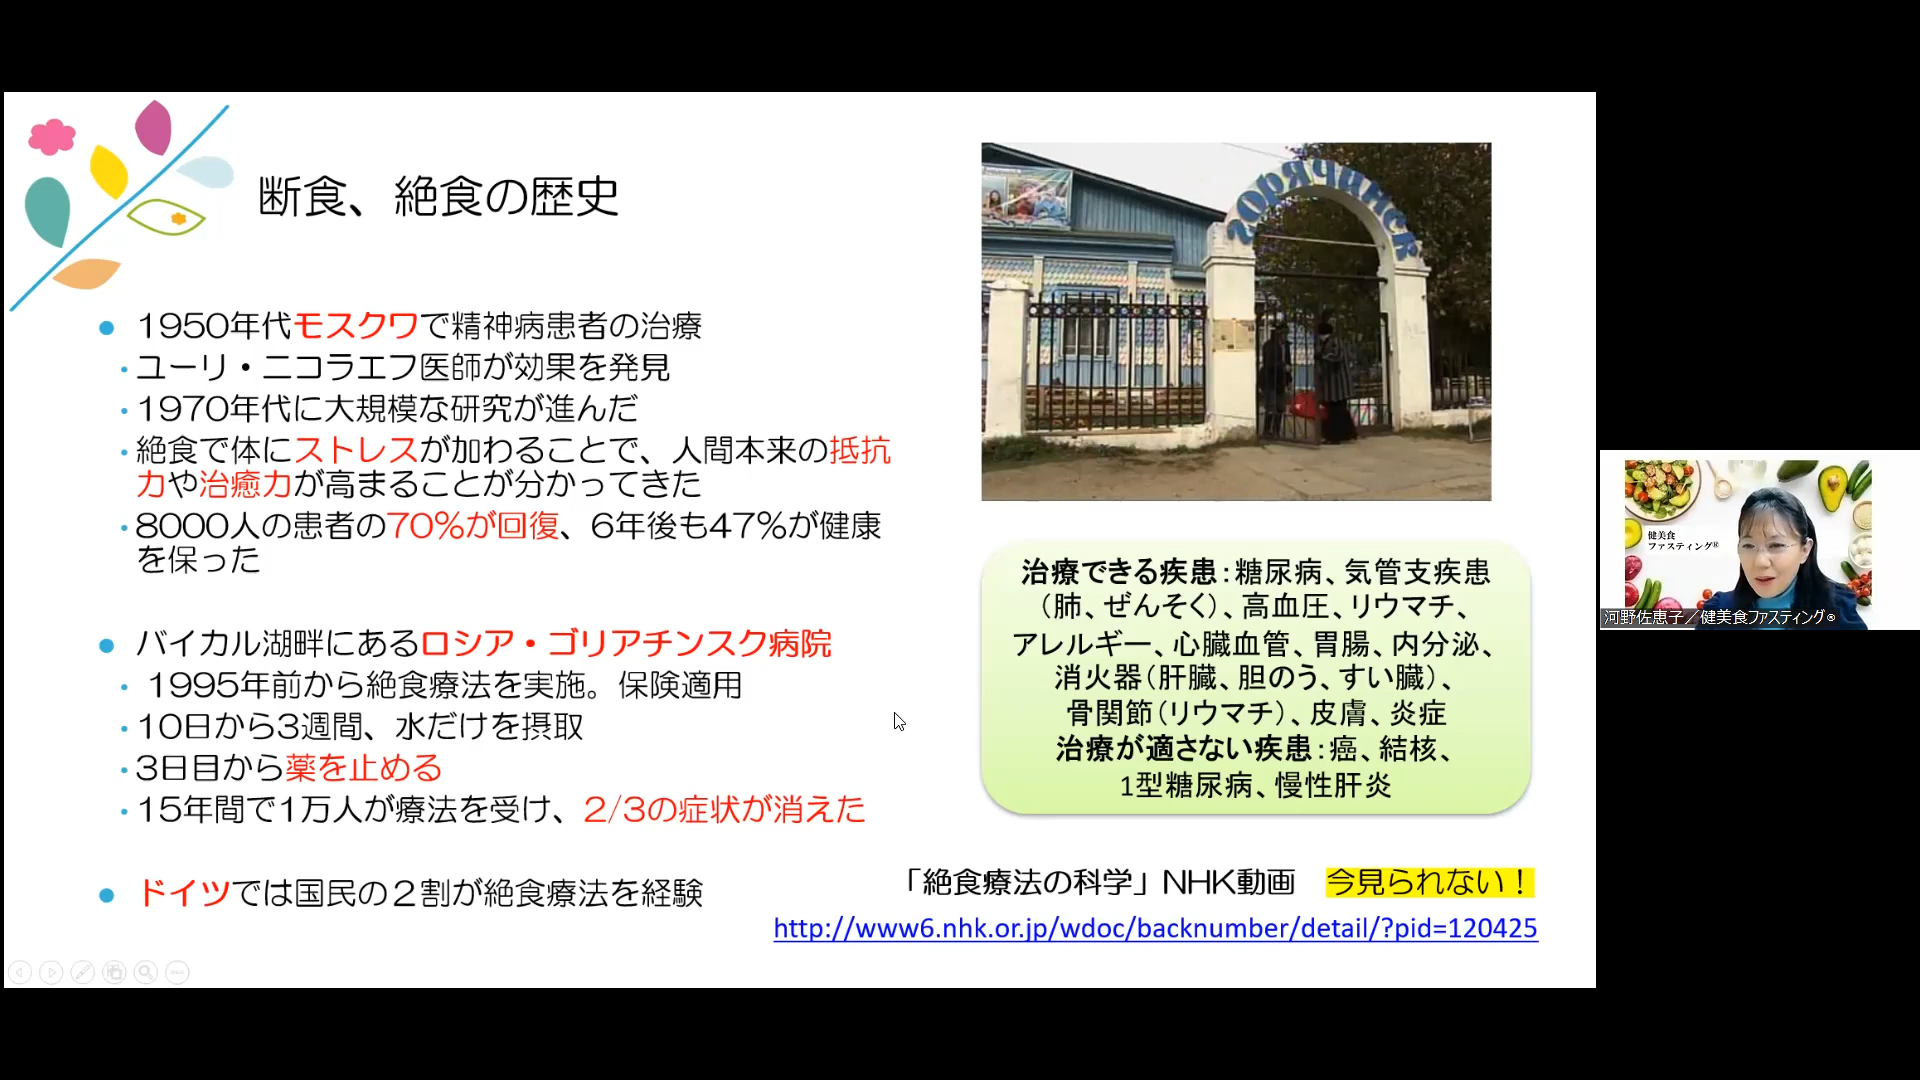 断食、絶食の歴史
1950年代モスクワで精神病患者の治療
ユーリ・ニコラエフ医師が効果を発見
1970年代に大規模な研究が進んだ
絶食で体にストレスが加わることで、人間本来の抵抗
力や治癒力が高まることが分かってきた
8000人の患者の70%が回復、6年後も47%が健康
を保った
バイカル湖畔にあるロシア・ゴリアチンスク病院
1995年前から絶食療法を実施。保険適用
10日から3週間、水だけを摂取
3日目から薬を止める
15年間で1万人が療法を受け、2/3の症状が消えた
ドイツでは国民の2割が絶食療法を経験
горячинск
治療できる疾患:糖尿病、気管支疾患
(肺、ぜんそく)、高血圧、リウマチ、
アレルギー、心臓血管、胃腸、内分泌、
消火器(肝臓、胆のう、すい臓)、
骨関節(リウマチ)、皮膚、炎症
治療が適さない疾患:癌、結核、
1型糖尿病、慢性肝炎
「絶食療法の科学」NHK動画 今見られない!
http://www6.nhk.or.jp/wdoc/backnumber/detail/?pid=120425
健美食
ファスティング®
河野佐恵子/健美食ファスティング®